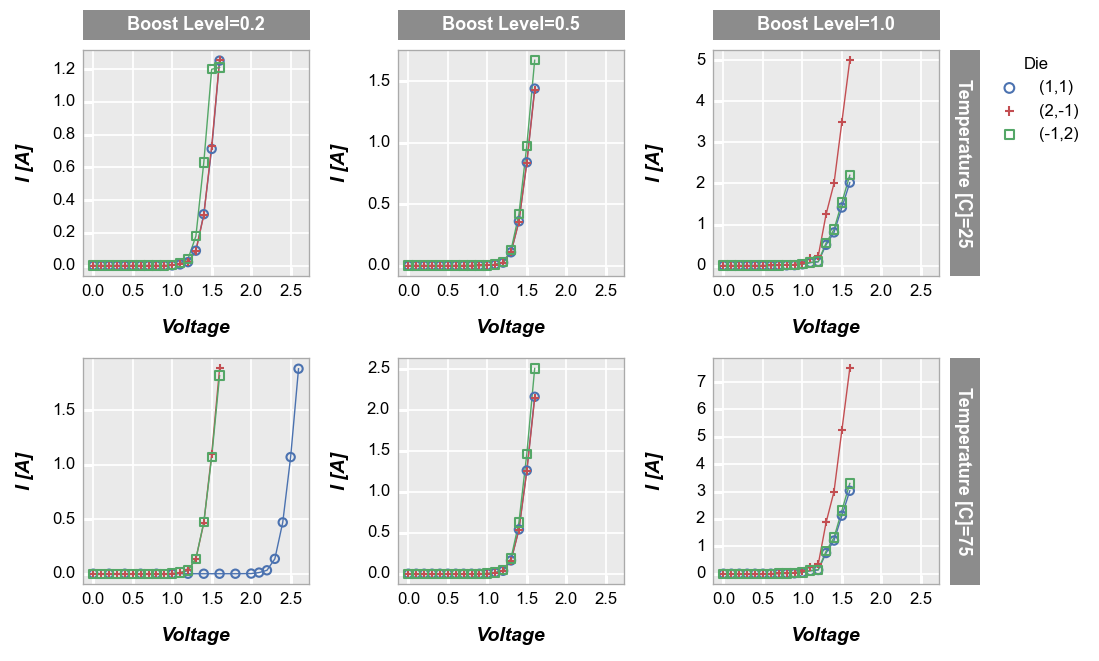 Boost Level=0.2
Boost Level=0.5
Boost Level=1.0
Die
(1,1)
(2,-1)
(-1,2)
Temperature [C]=25
I [A]
1.2
1.0
0.8
0.6
0.4
0.2
0.0
0.0 0.5 1.0 1.5 2.0 2.5
Voltage
I [A]
1.5
1.0
0.5
0.0
0.0 0.5 1.0 1.5 2.0 2.5
Voltage
I [A]
5
4
3
2
1
0
0.0 0.5 1.0 1.5 2.0 2.5
Voltage
Temperature [C]=75
I [A]
1.5
1.0
0.5
0.0
0.0 0.5 1.0 1.5 2.0 2.5
Voltage
I [A]
2.5
2.0
1.5
1.0
0.5
0.0
0.0 0.5 1.0 1.5 2.0 2.5
Voltage
I [A]
7
6
5
4
3
2
1
0
0.0 0.5 1.0 1.5 2.0 2.5
Voltage